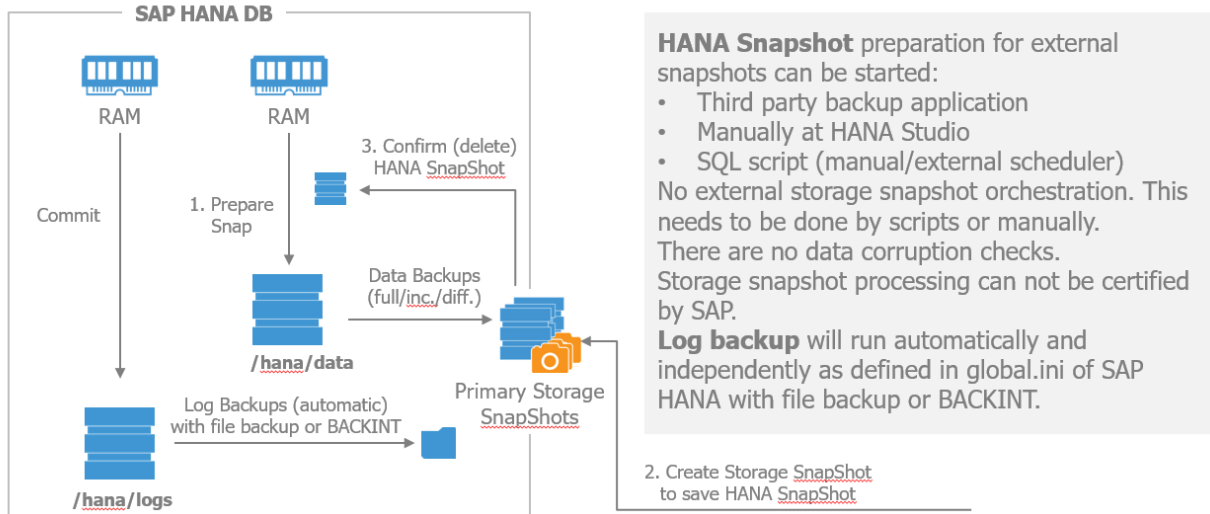 SAP HANA DB
RAM
RAM
3. Confirm (delete)
HANA SnapShot
Commit
1. Prepare
Snap
Data Backups
(full/inc./diff.)
/hana/data
Primary Storage
SnapShots
Log Backups (automatic)
with file backup or BACKINT
/hana/logs
HANA Snapshot preparation for external
snapshots can be started:
• Third party backup application
• Manually at HANA Studio
• SQL script (manual/external scheduler)
No external storage snapshot orchestration. This
needs to be done by scripts or manually.
There are no data corruption checks.
Storage snapshot processing can not be certified
by SAP.
Log backup will run automatically and
independently as defined in global.ini of SAP
HANA with file backup or BACKINT.
2. Create Storage SnapShot
to save HANA SnapShot